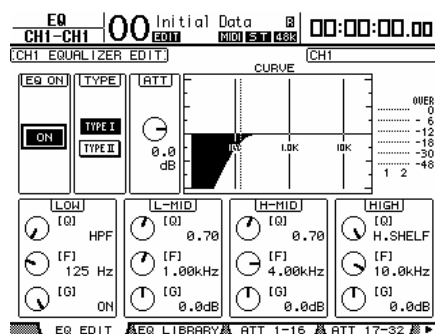 EQ
CH1-CH1
00 Initial Data
EDIT MIDI ST 48K
00:00:00.00
CH1 EQUALIZER EDIT
CH1
CURVE
EQ ON TYPE ATT
ON
TYPE I
TYPE II
0.0
dB
100 1.0K 10K
OVER
0
- 6
-12
-18
-30
-48
1 2
LOW L-MID H-MID HIGH
[Q] [Q] [Q] [Q]
HPF 0.70 0.70 H.SHELF
[F] [F] [F] [F]
125 Hz 1.00kHz 4.00kHz 10.0kHz
[G] [G] [G] [G]
ON 0.0dB 0.0dB 0.0dB
EQ EDIT EQ LIBRARY ATT 1-16 ATT 17-32